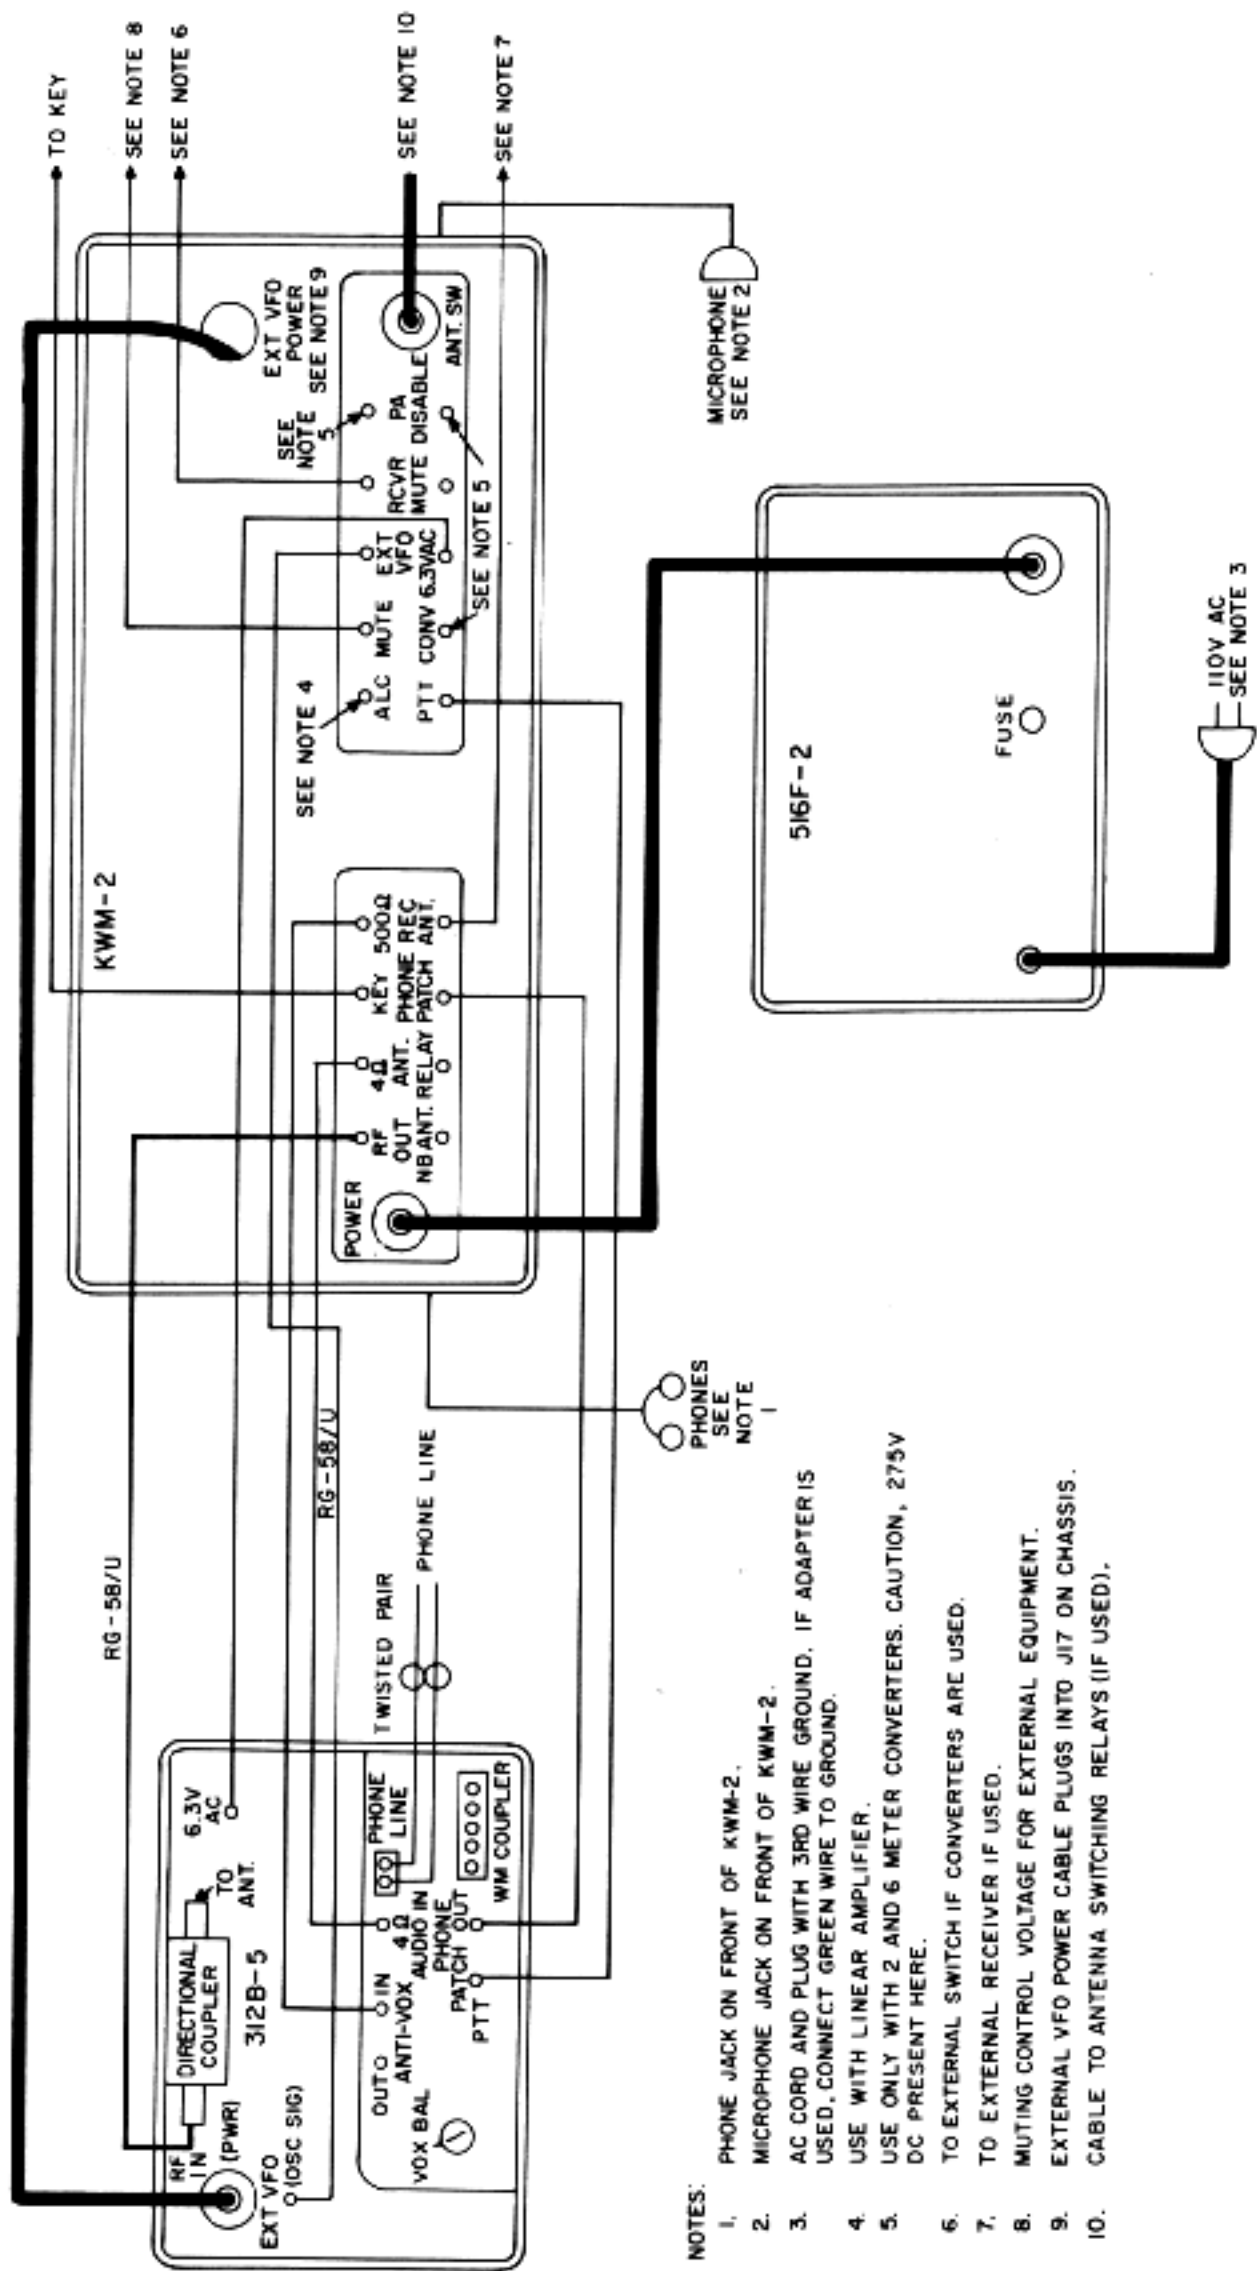 RG-58/U
TO KEY
SEE NOTE 8
SEE NOTE 6
KWM-2
RF
IN
DIRECTIONAL
COUPLER
TO
ANT.
6.3V
AC
(PWR)
EXT VFO
(OSC SIG)
312B-5
EXT VFO
POWER
SEE NOTE 9
SEE
NOTE
5
SEE NOTE 4
RG-58/U
POWER
RF
OUT
4Ω
KEY
500Ω
NB ANT.
ANT.
RELAY
PHONE
PATCH
REC
ANT.
ALC
MUTE
EXT
VFO
RCVR
MUTE
PA
DISABLE
PTT
CONV
6.3VAC
ANT. SW
SEE NOTE 10
SEE NOTE 5
SEE NOTE 7
OUT
IN
ANTI-VOX
4Ω
AUDIO IN
PHONE
LINE
VOX BAL
PTT
PHONE
PATCH OUT
WM COUPLER
TWISTED PAIR
PHONE LINE
PHONES
SEE
NOTE
1
MICROPHONE
SEE NOTE 2
516F-2
FUSE
110V AC
SEE NOTE 3
NOTES:
1. PHONE JACK ON FRONT OF KWM-2.
2. MICROPHONE JACK ON FRONT OF KWM-2.
3. AC CORD AND PLUG WITH 3RD WIRE GROUND. IF ADAPTER IS
USED, CONNECT GREEN WIRE TO GROUND.
4. USE WITH LINEAR AMPLIFIER.
5. USE ONLY WITH 2 AND 6 METER CONVERTERS. CAUTION, 275V
DC PRESENT HERE.
6. TO EXTERNAL SWITCH IF CONVERTERS ARE USED.
7. TO EXTERNAL RECEIVER IF USED.
8. MUTING CONTROL VOLTAGE FOR EXTERNAL EQUIPMENT.
9. EXTERNAL VFO POWER CABLE PLUGS INTO J17 ON CHASSIS.
10. CABLE TO ANTENNA SWITCHING RELAYS (IF USED).